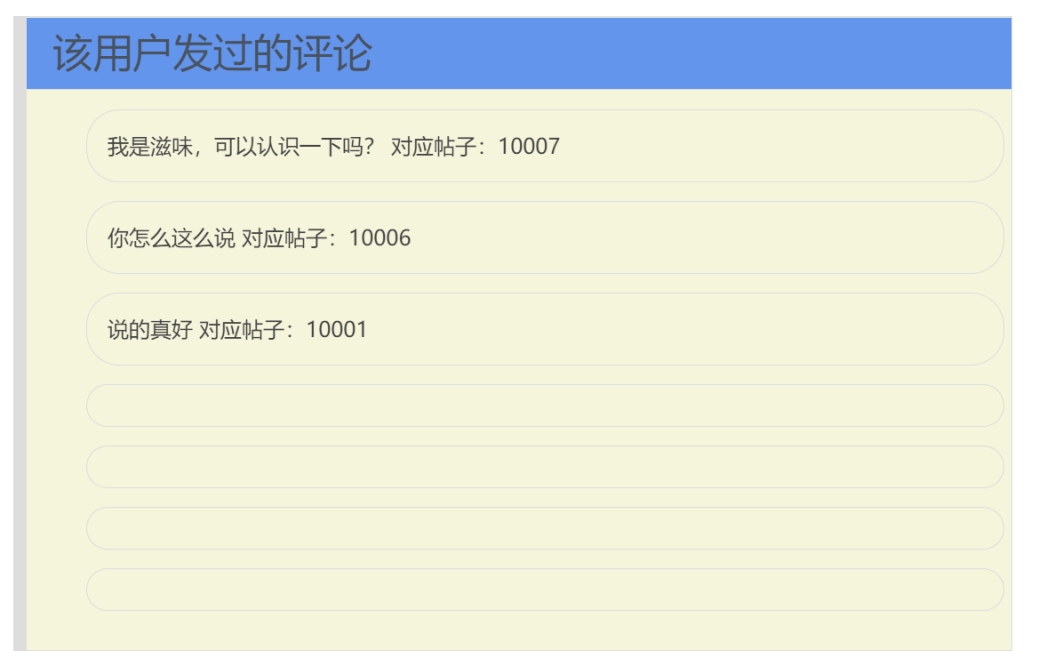 该用户发过的评论
我是滋味，可以认识一下吗？ 对应帖子：10007
你怎么这么说 对应帖子：10006
说的真好 对应帖子：10001